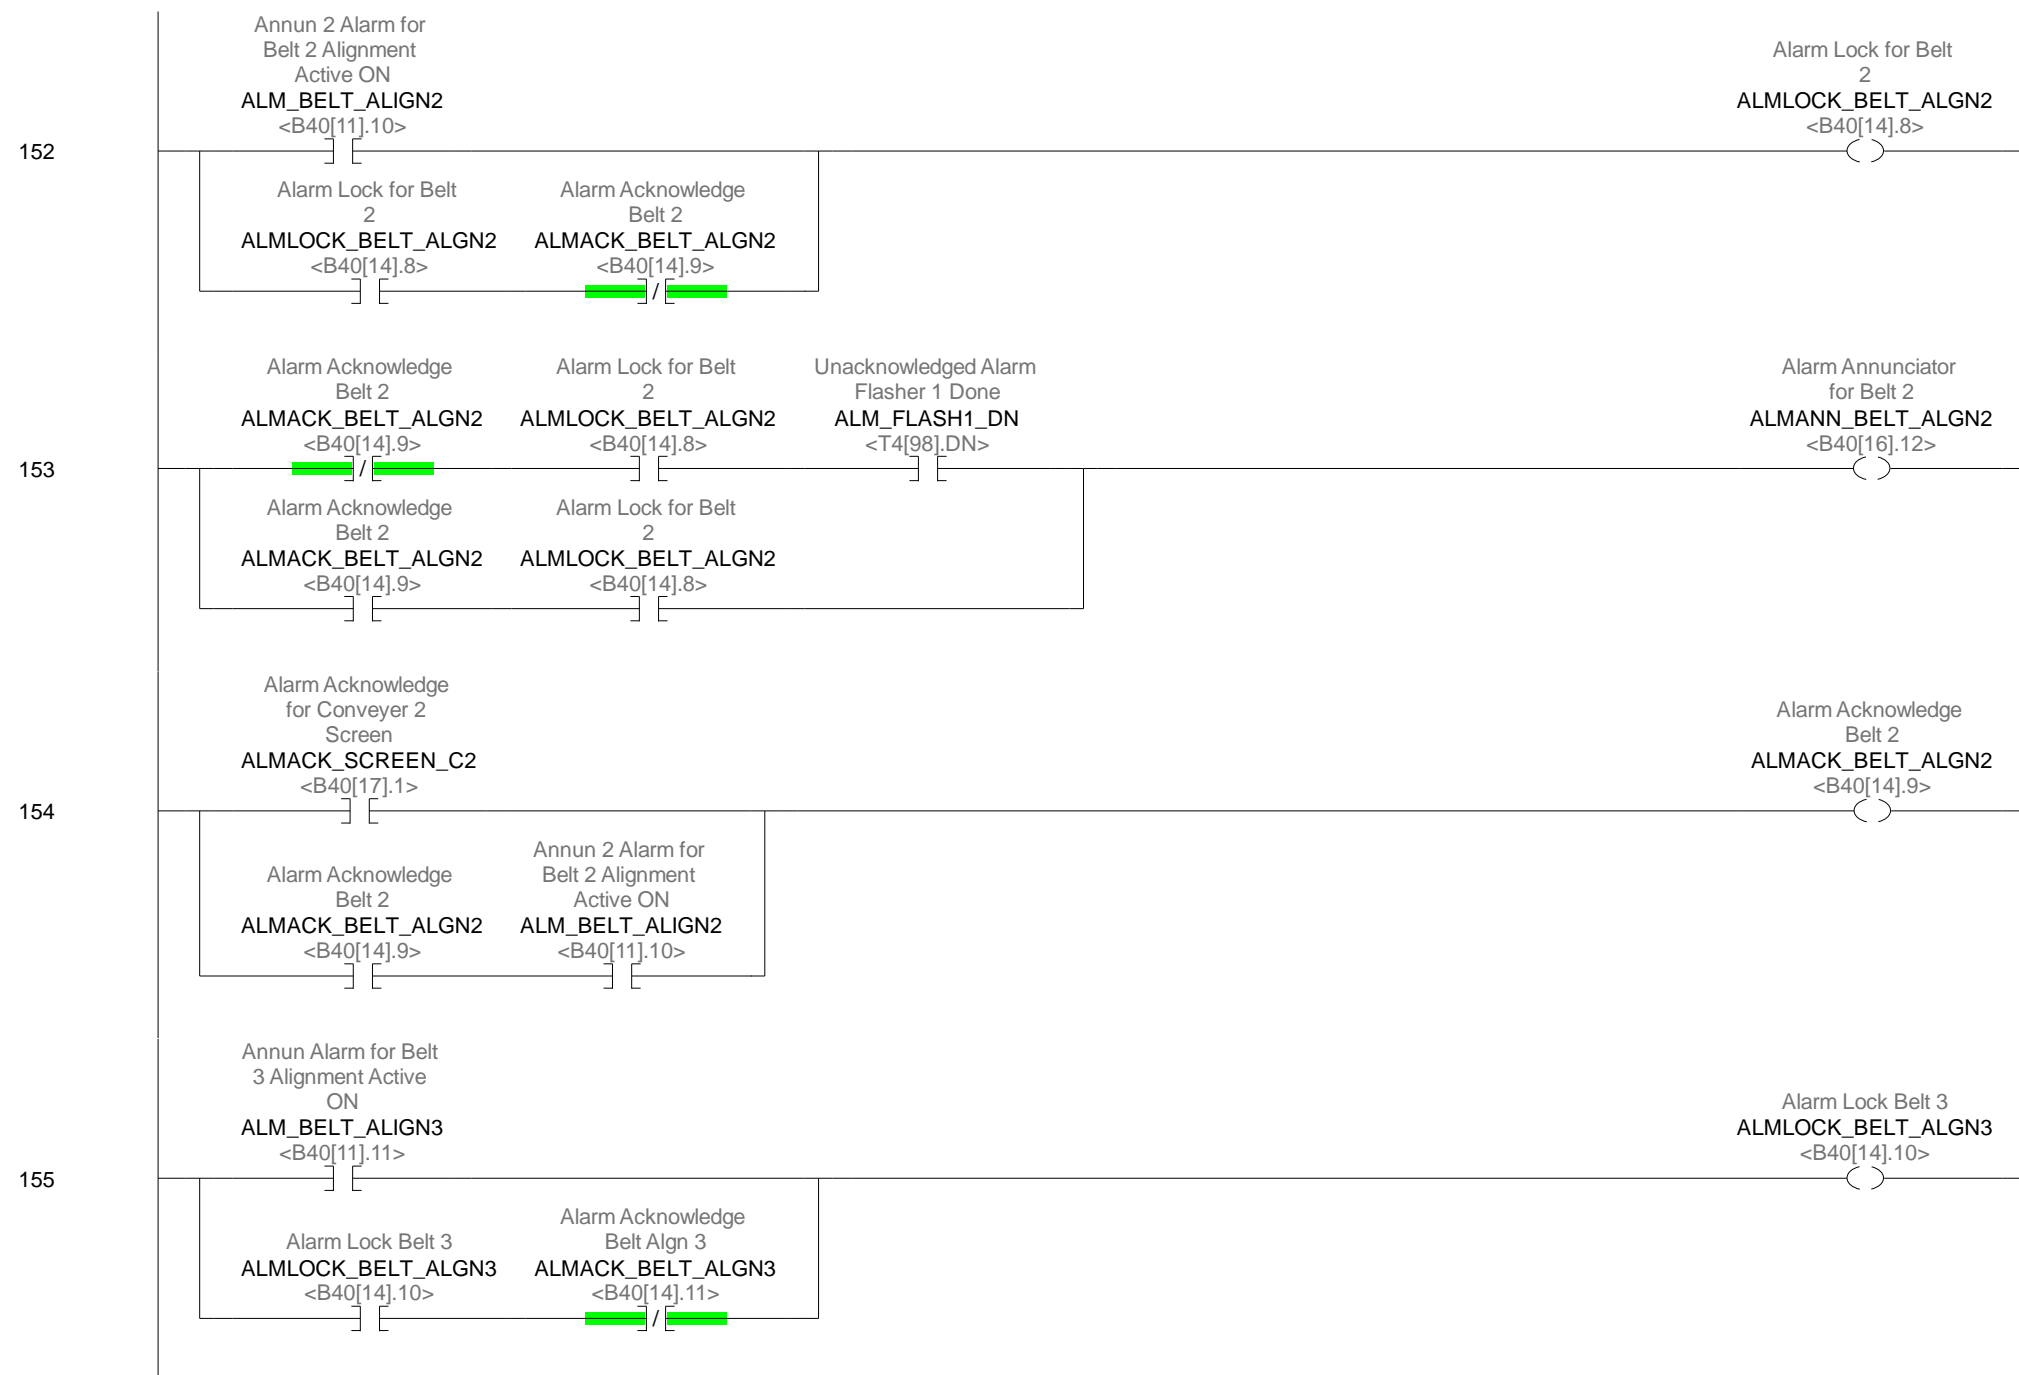 Annun 2 Alarm for
Belt 2 Alignment
Active ON
ALM_BELT_ALIGN2
<B40[11].10>
Alarm Lock for Belt
2
ALMLOCK_BELT_ALGN2
<B40[14].8>
152
Alarm Lock for Belt
2
ALMLOCK_BELT_ALGN2
<B40[14].8>
Alarm Acknowledge
Belt 2
ALMACK_BELT_ALGN2
<B40[14].9>
/
Alarm Acknowledge
Belt 2
ALMACK_BELT_ALGN2
<B40[14].9>
/
Alarm Lock for Belt
2
ALMLOCK_BELT_ALGN2
<B40[14].8>
Unacknowledged Alarm
Flasher 1 Done
ALM_FLASH1_DN
<T4[98].DN>
Alarm Annunciator
for Belt 2
ALMANN_BELT_ALGN2
<B40[16].12>
153
Alarm Acknowledge
Belt 2
ALMACK_BELT_ALGN2
<B40[14].9>
Alarm Lock for Belt
2
ALMLOCK_BELT_ALGN2
<B40[14].8>
Alarm Acknowledge
for Conveyer 2
Screen
ALMACK_SCREEN_C2
<B40[17].1>
Alarm Acknowledge
Belt 2
ALMACK_BELT_ALGN2
<B40[14].9>
154
Alarm Acknowledge
Belt 2
ALMACK_BELT_ALGN2
<B40[14].9>
Annun 2 Alarm for
Belt 2 Alignment
Active ON
ALM_BELT_ALIGN2
<B40[11].10>
Annun Alarm for Belt
3 Alignment Active
ON
ALM_BELT_ALIGN3
<B40[11].11>
Alarm Lock Belt 3
ALMLOCK_BELT_ALGN3
<B40[14].10>
155
Alarm Lock Belt 3
ALMLOCK_BELT_ALGN3
<B40[14].10>
Alarm Acknowledge
Belt Algn 3
ALMACK_BELT_ALGN3
<B40[14].11>
/